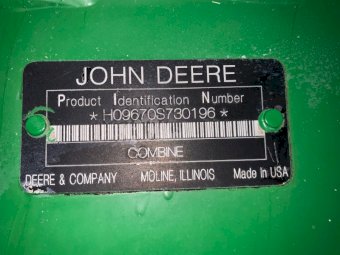 JOHN DEERE
Product Identification Number
* H09670S730196 *
COMBINE
DEERE & COMPANY MOLINE, ILLINOIS Made In USA